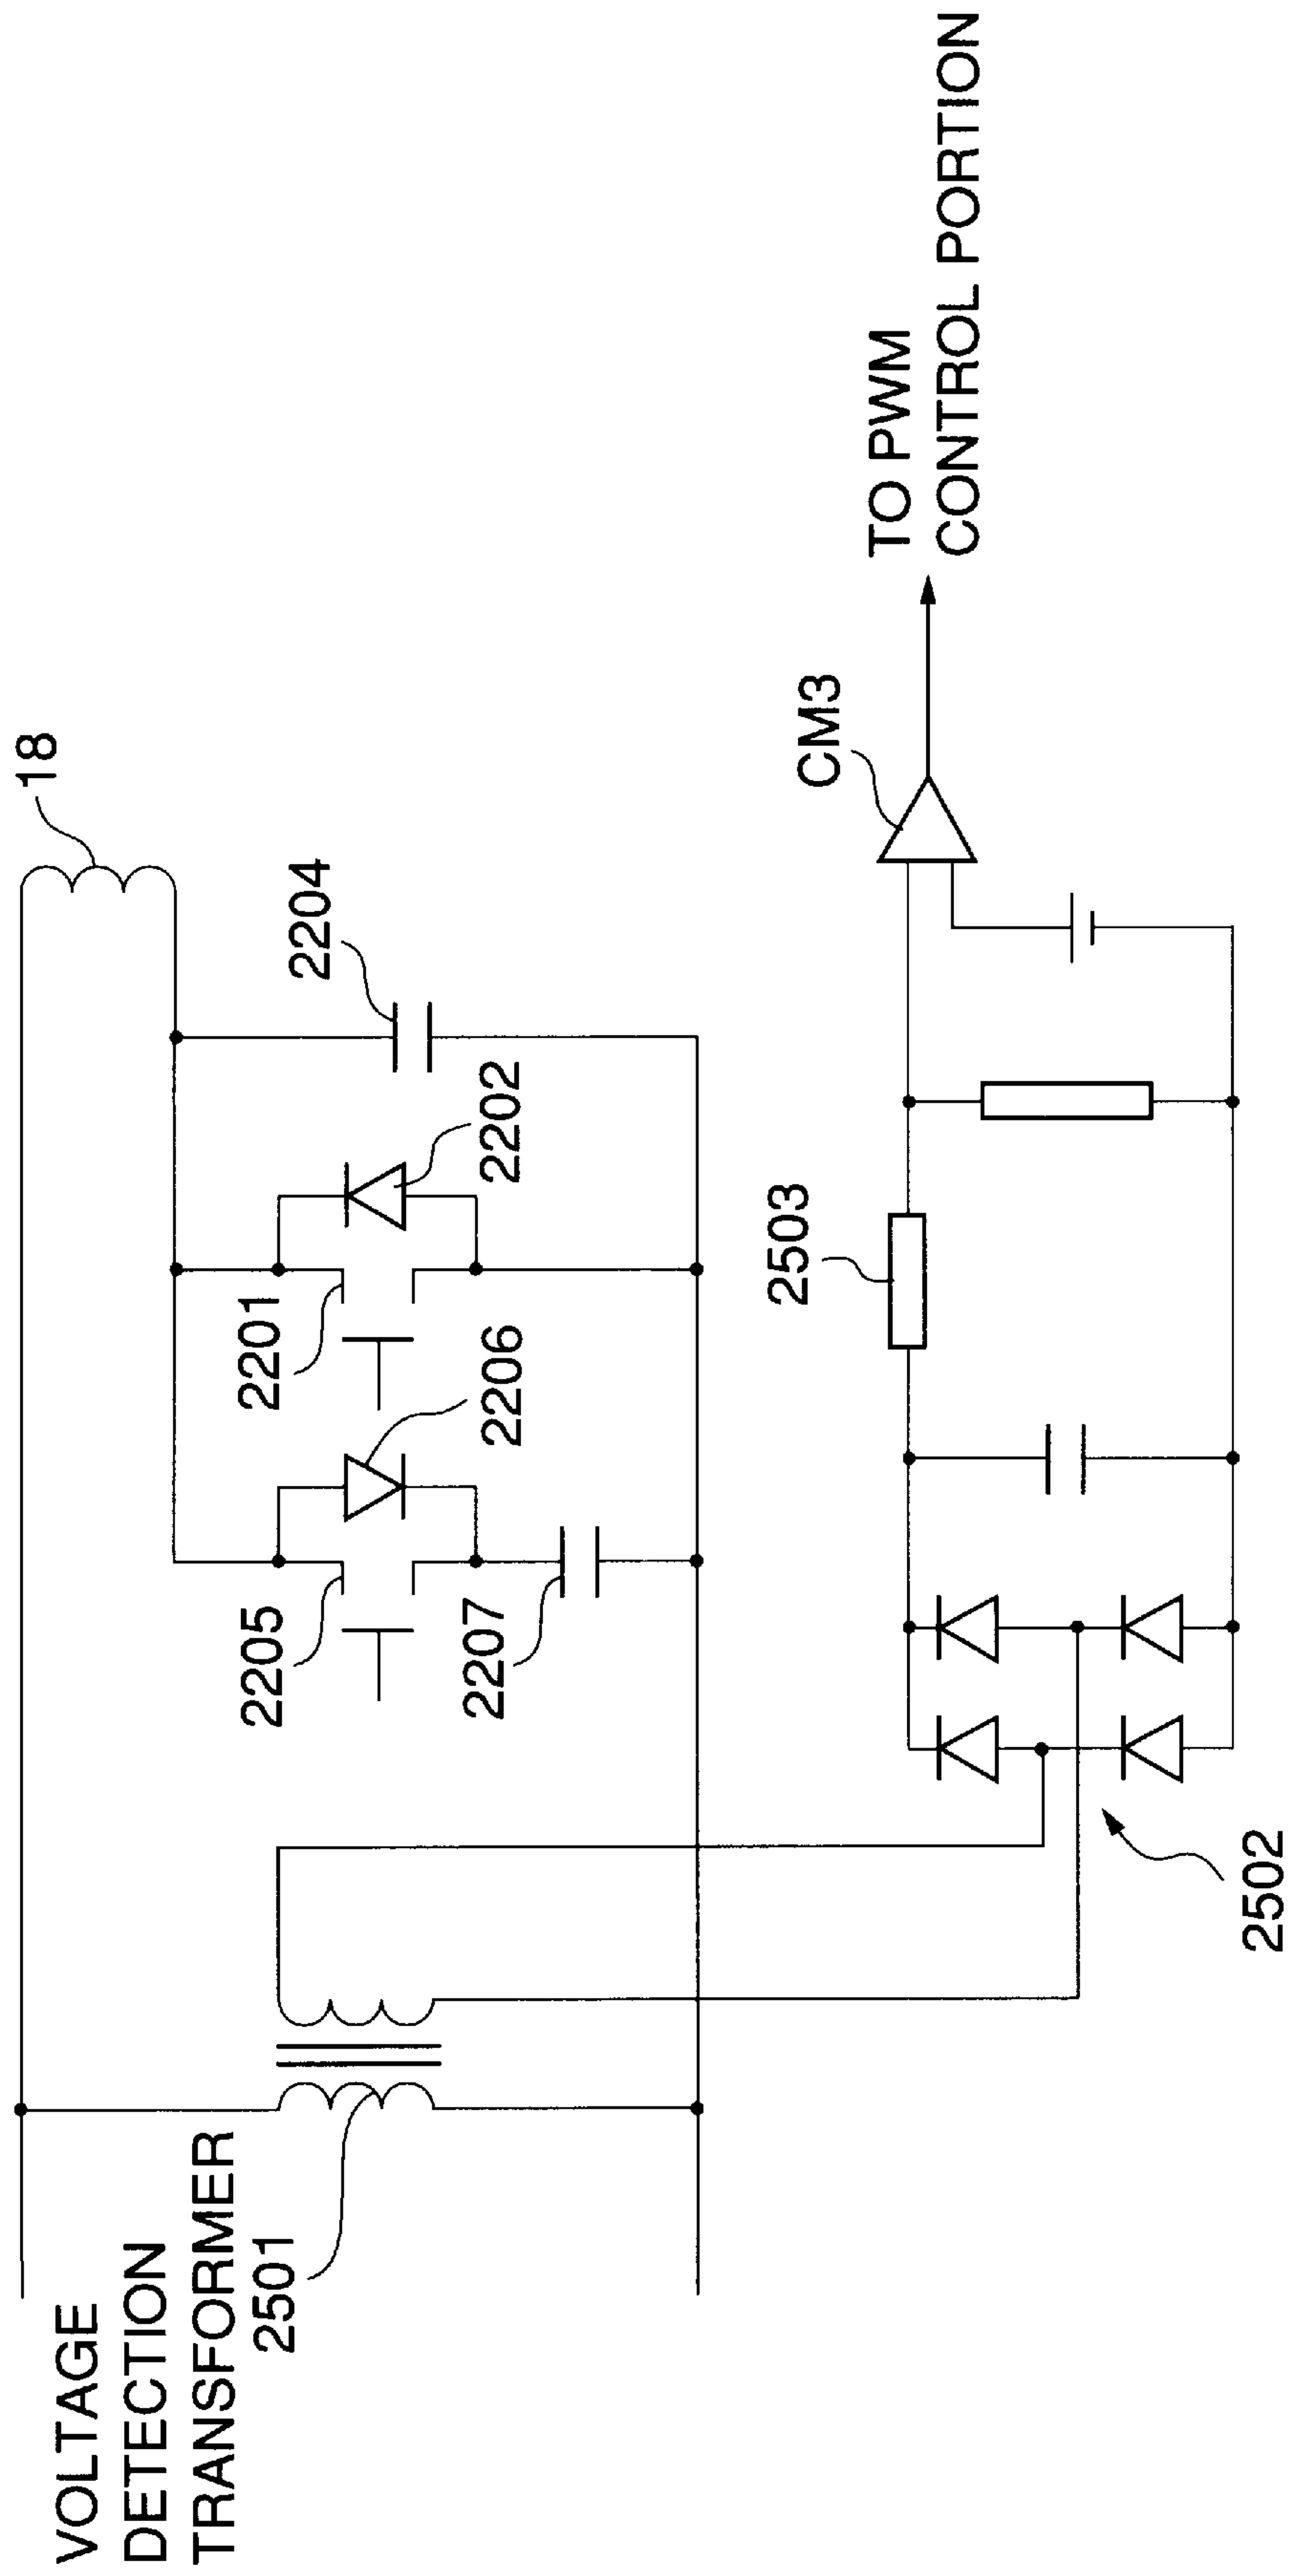 VOLTAGE
DETECTION
TRANSFORMER
2501
18
2204
2202
2201
2206
2205
2207
CM3
TO PWM
CONTROL PORTION
2503
2502